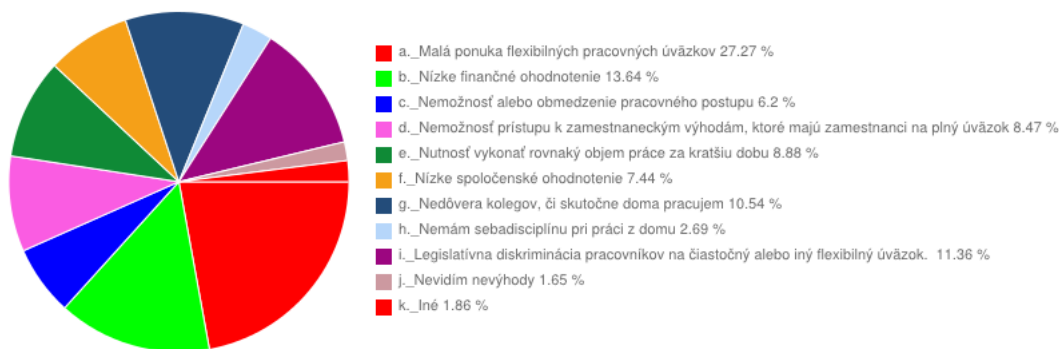 a._Malá ponuka flexibilných pracovných úväzkov 27.27 %
b._Nízke finančné ohodnotenie 13.64 %
c._Nemožnosť alebo obmedzenie pracovného postupu 6.2 %
d._Nemožnosť prístupu k zamestnaneckým výhodám, ktoré majú zamestnanci na plný úväzok 8.47 %
e._Nutnosť vykonať rovnaký objem práce za kratšiu dobu 8.88 %
f._Nízke spoločenské ohodnotenie 7.44 %
g._Nedôvera kolegov, či skutočne doma pracujem 10.54 %
h._Nemám sebadisciplínu pri práci z domu 2.69 %
i._Legislatívna diskriminácia pracovníkov na čiastočný alebo iný flexibilný úväzok. 11.36 %
j._Nevidím nevýhody 1.65 %
k._Iné 1.86 %